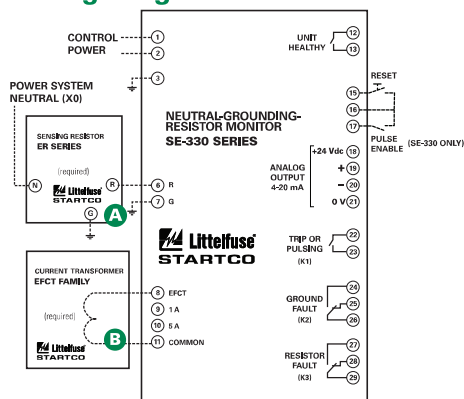 CONTROL
POWER
1
2
3
12
UNIT
HEALTHY
13
POWER SYSTEM
NEUTRAL (X0)
RESET
15
16
17
PULSE
ENABLE (SE-330 ONLY)
NEUTRAL-GROUNDING-
RESISTOR MONITOR
SE-330 SERIES
SENSING RESISTOR
ER SERIES
(required)
N
R
Littelfuse
STARTCO
G
A
6 R
7 G
+24 Vdc 18
ANALOG
OUTPUT
4-20 mA
+ 19
− 20
0 V 21
Littelfuse
STARTCO
TRIP OR
PULSING
(K1)
22
23
CURRENT TRANSFORMER
EFCT FAMILY
(required)
Littelfuse
STARTCO
B
8 EFCT
9 1 A
10 5 A
11 COMMON
GROUND
FAULT
(K2)
24
25
26
RESISTOR
FAULT
(K3)
27
28
29